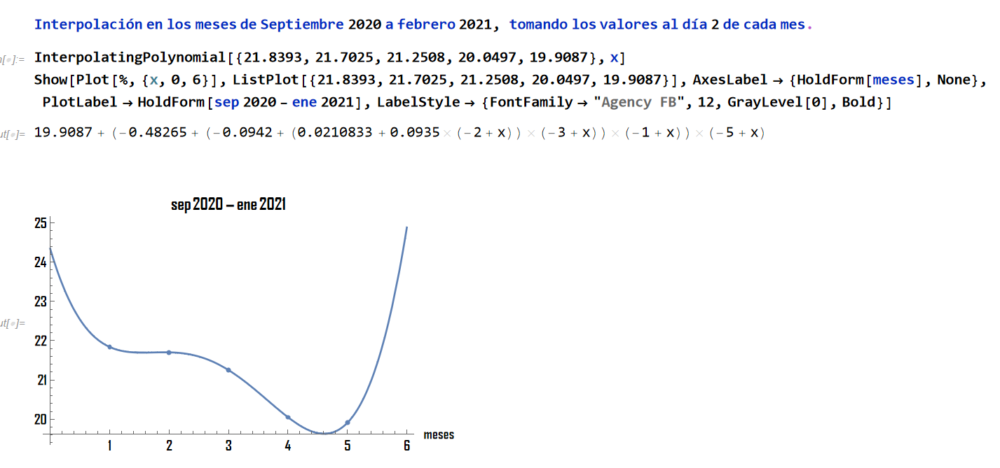 Interpolación en los meses de Septiembre 2020 a febrero 2021, tomando los valores al día 2 de cada mes.
InterpolatingPolynomial[{21.8393, 21.7025, 21.2508, 20.0497, 19.9087}, x]
Show[Plot[%, {x, 0, 6}], ListPlot[{21.8393, 21.7025, 21.2508, 20.0497, 19.9087}], AxesLabel → {HoldForm[meses], None},
PlotLabel → HoldForm[sep 2020 – ene 2021], LabelStyle → {FontFamily → "Agency FB", 12, GrayLevel[0], Bold}]
19.9087 + (-0.48265 + (-0.0942 + (0.0210833 + 0.0935 × (-2 + x)) × (-3 + x)) × (-1 + x)) × (-5 + x)
sep 2020 – ene 2021
25
24
23
22
21
20
1 2 3 4 5 6 meses